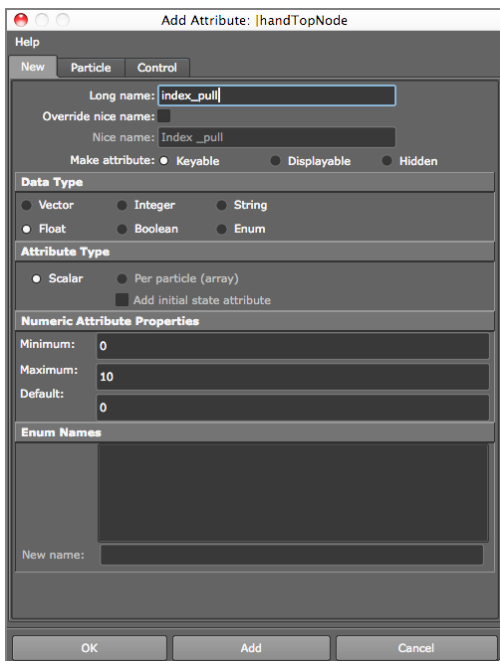 Add Attribute: |handTopNode
Help
New Particle Control
Long name: index_pull
Override nice name:
Nice name: Index _pull
Make attribute: Keyable Displayable Hidden
Data Type
Vector Integer String
Float Boolean Enum
Attribute Type
Scalar Per particle (array)
Add initial state attribute
Numeric Attribute Properties
Minimum: 0
Maximum: 10
Default: 0
Enum Names
New name:
OK Add Cancel